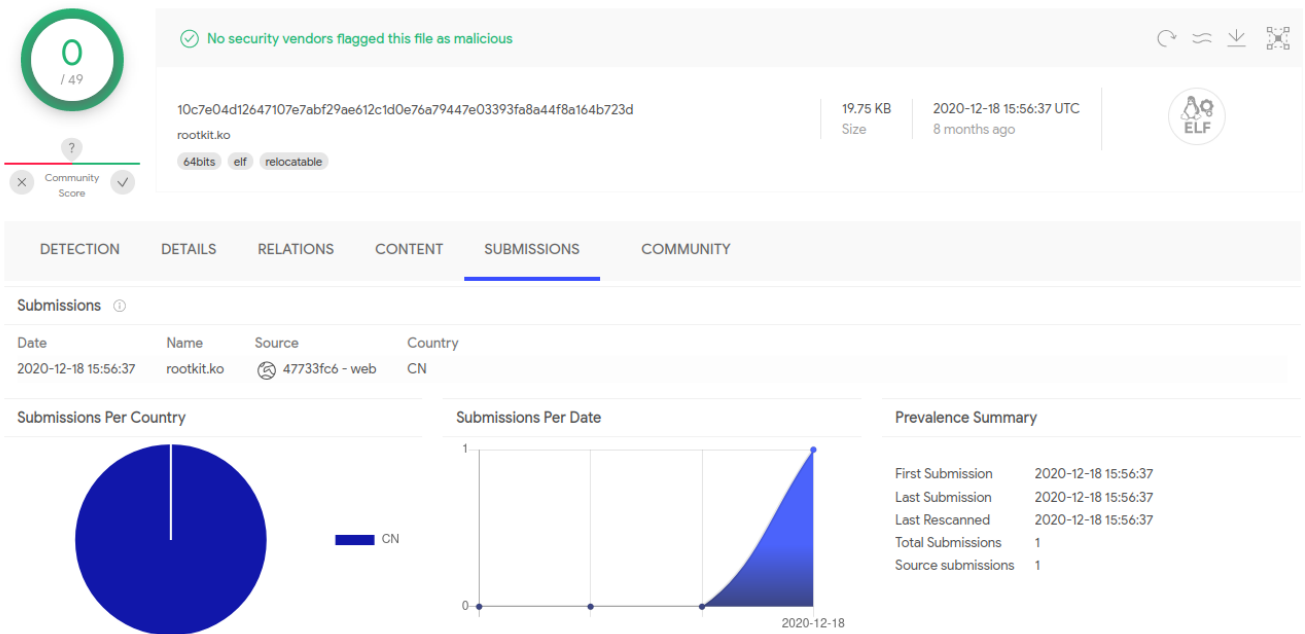 0
/ 49
?
Community
Score
No security vendors flagged this file as malicious
10c7e04d12647107e7abf29ae612c1d0e76a79447e03393fa8a44f8a164b723d
rootkit.ko
64bits elf relocatable
19.75 KB
Size
2020-12-18 15:56:37 UTC
8 months ago
ELF
DETECTION DETAILS RELATIONS CONTENT SUBMISSIONS COMMUNITY
Submissions
Date Name Source Country
2020-12-18 15:56:37 rootkit.ko 47733fc6 - web CN
Submissions Per Country
CN
Submissions Per Date
1
0
2020-12-18
Prevalence Summary
First Submission 2020-12-18 15:56:37
Last Submission 2020-12-18 15:56:37
Last Rescanned 2020-12-18 15:56:37
Total Submissions 1
Source submissions 1